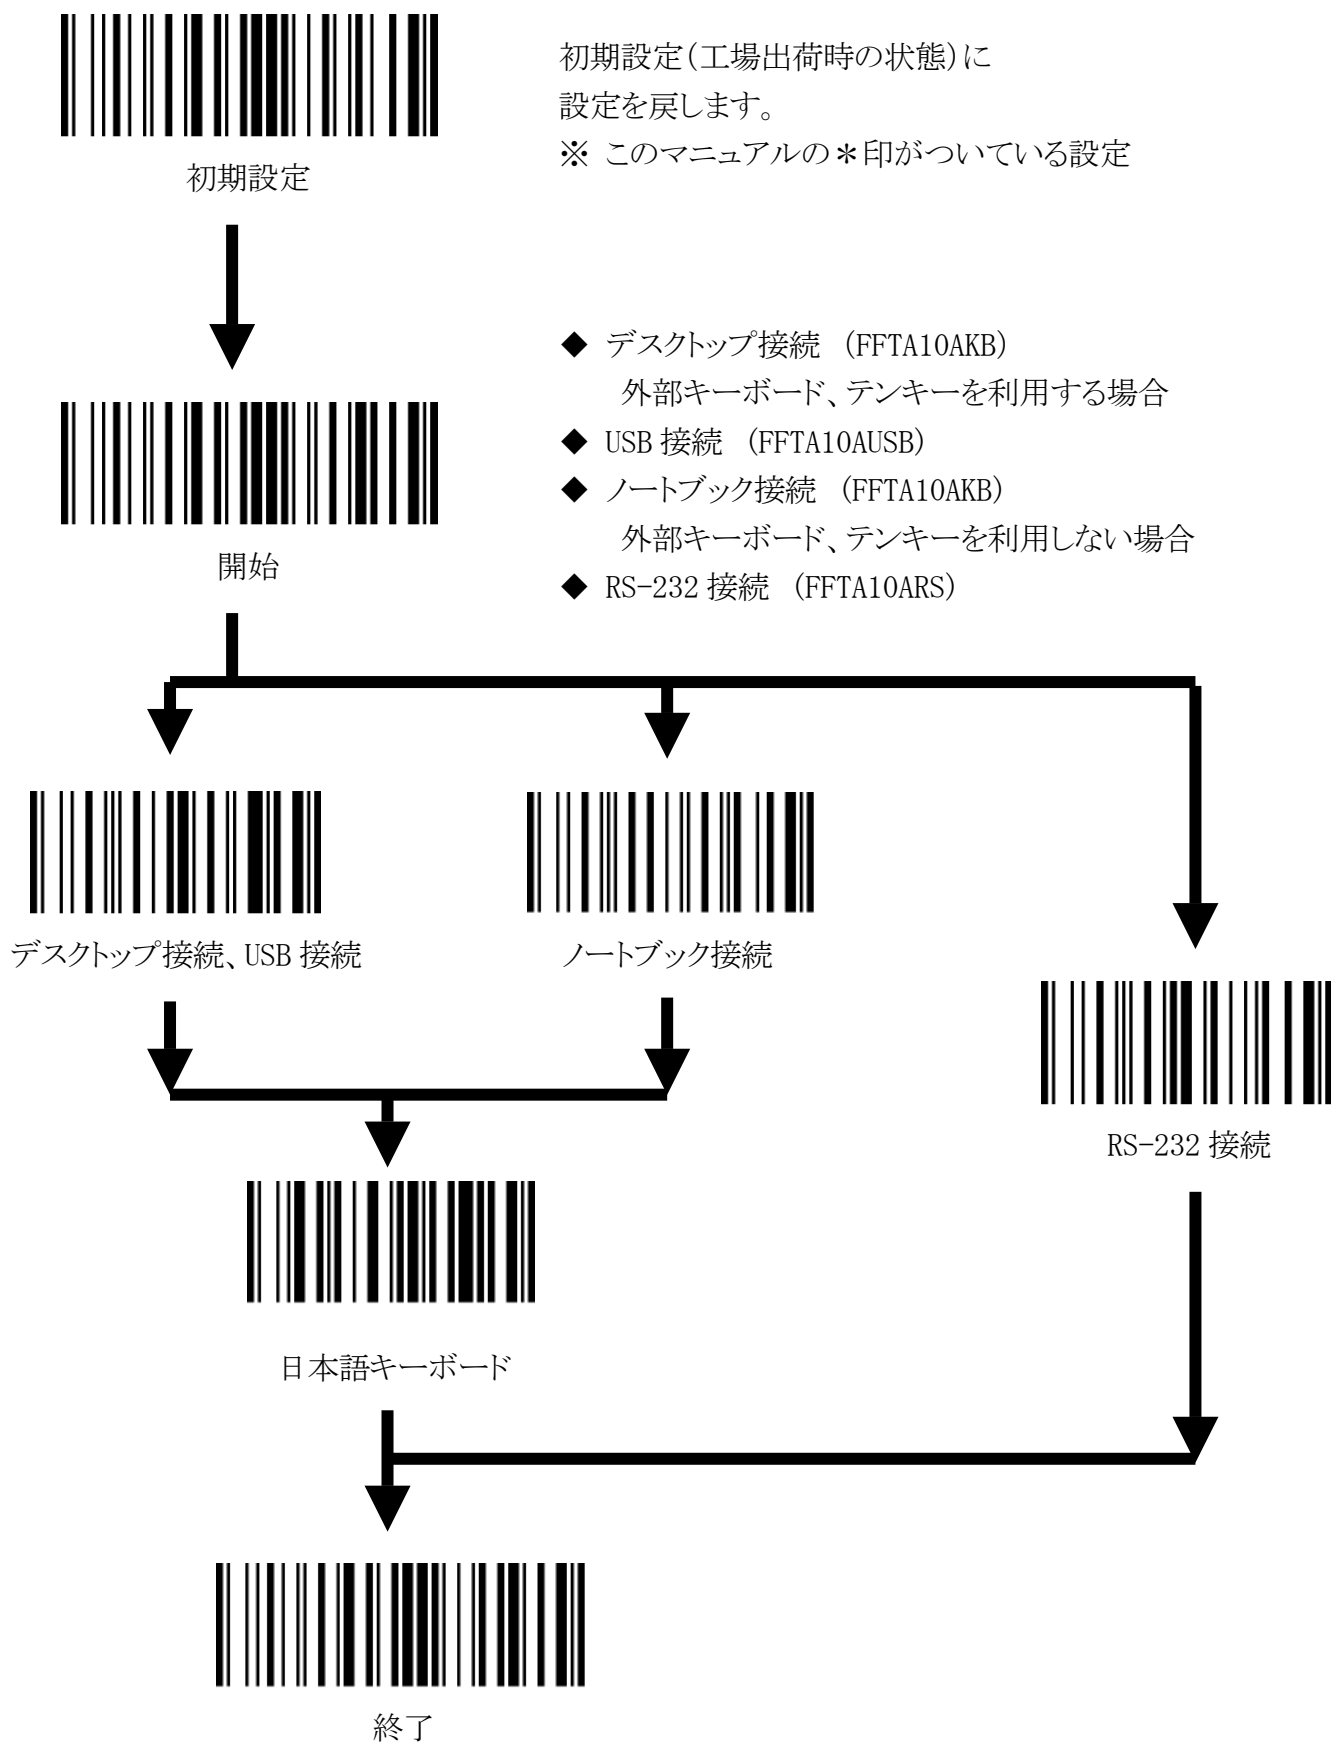 初期設定(工場出荷時の状態)に
設定を戻します。
※ このマニュアルの*印がついている設定
初期設定
◆ デスクトップ接続 (FFTA10AKB)
外部キーボード、テンキーを利用する場合
◆ USB 接続 (FFTA10AUSB)
◆ ノートブック接続 (FFTA10AKB)
外部キーボード、テンキーを利用しない場合
◆ RS-232 接続 (FFTA10ARS)
開始
デスクトップ接続、USB 接続
ノートブック接続
RS-232 接続
日本語キーボード
終了